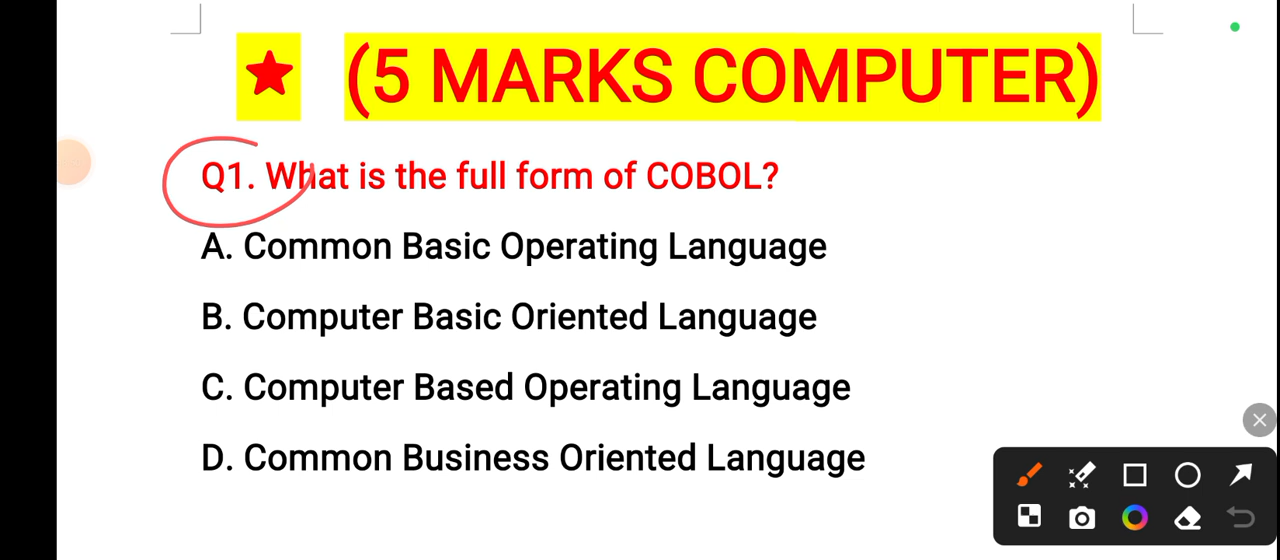 ★ (5 MARKS COMPUTER)
Q1. What is the full form of COBOL?
A. Common Basic Operating Language
B. Computer Basic Oriented Language
C. Computer Based Operating Language
D. Common Business Oriented Language